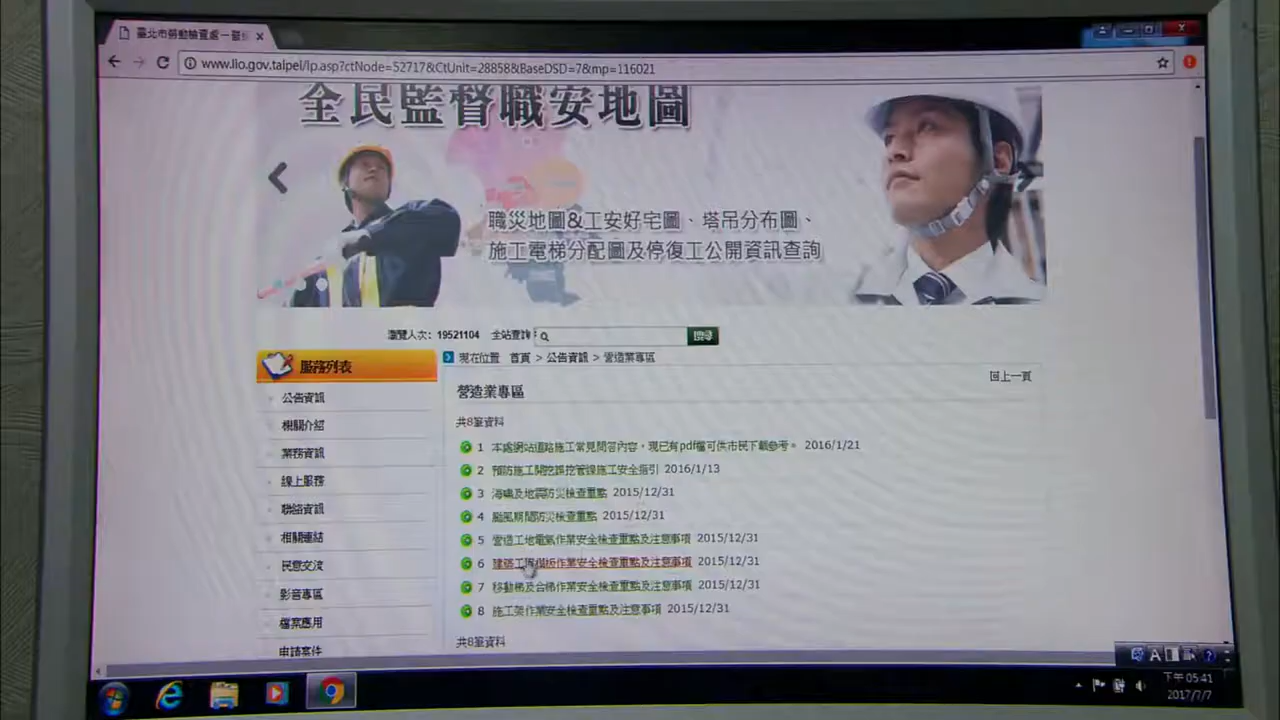 臺北市勞動檢查處－營
www.lio.gov.taipei/lp.asp?ctNode=52717&CtUnit=28858&BaseDSD=7&mp=116021
全民監督職安地圖
職災地圖&工安好宅圖、塔吊分布圖、
施工電梯分配圖及停復工公開資訊查詢
瀏覽人次： 19521104 全站查詢： 搜尋
服務列表
現在位置 首頁 > 公告資訊 > 營造業專區
回上一頁
營造業專區
公告資訊
機關介紹
業務資訊
線上服務
聯絡資訊
相關連結
民意交流
影音專區
檔案應用
申請案件
共8筆資料
1 本處網站道路施工常見問答內容，現已有pdf檔可供市民下載參考。 2016/1/21
2 預防施工開挖誤挖管線施工安全指引 2016/1/13
3 海嘯及地震防災檢查重點 2015/12/31
4 颱風期間防災檢查重點 2015/12/31
5 營造工地電氣作業安全檢查重點及注意事項 2015/12/31
6 建築工程模板作業安全檢查重點及注意事項 2015/12/31
7 移動梯及合梯作業安全檢查重點及注意事項 2015/12/31
8 施工架作業安全檢查重點及注意事項 2015/12/31
共8筆資料
A
下午 05:41
2017/7/7